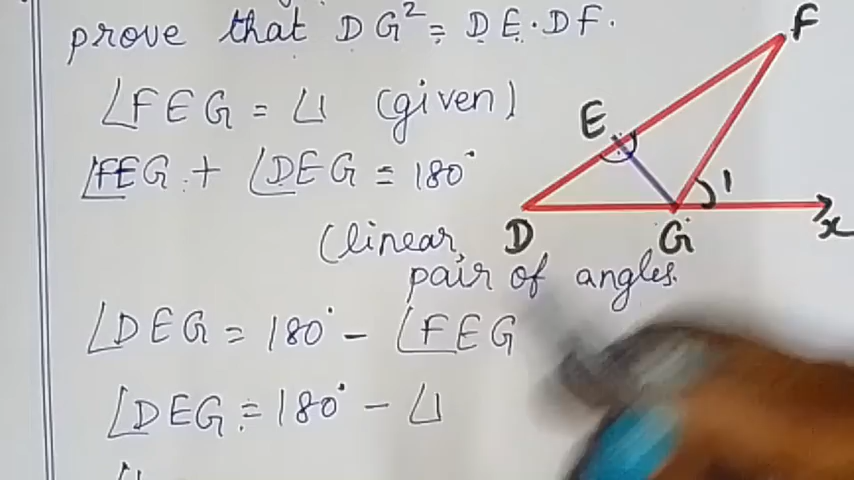 prove that DG² = DE·DF.
∠FEG = ∠1 (given)
∠FEG + ∠DEG = 180°
(linear pair of angles.
∠DEG = 180° - ∠FEG
∠DEG = 180° - ∠1
F
E
1
D
G
x